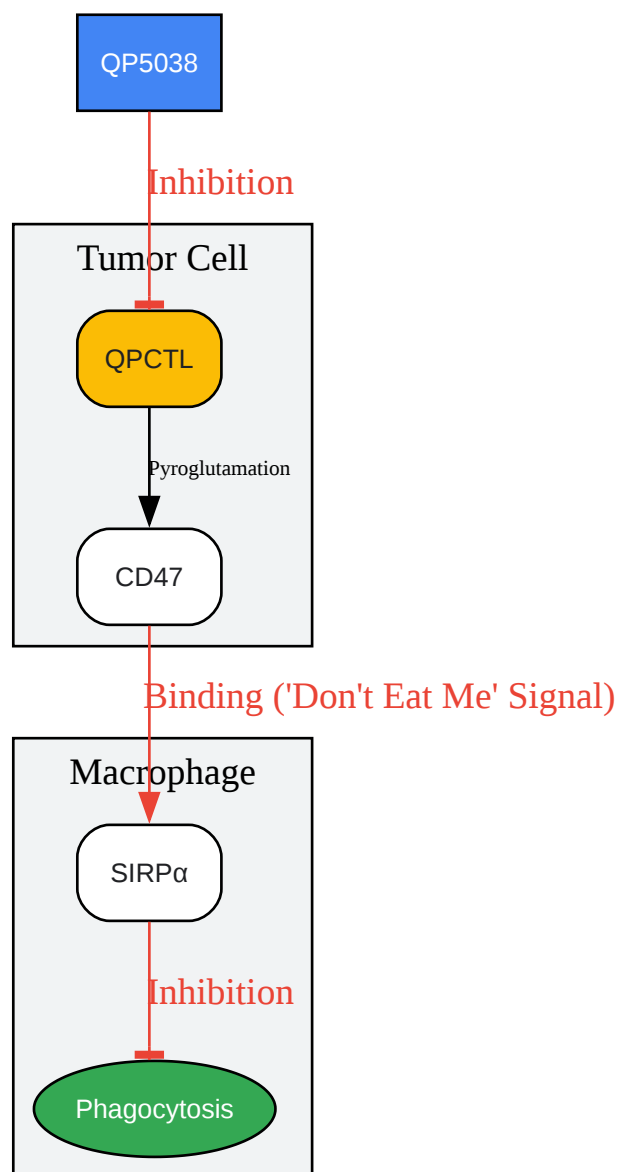 QP5038
Inhibition
Tumor Cell
QPCTL
Pyroglutamation
CD47
Binding ('Don't Eat Me' Signal)
Macrophage
SIRPα
Inhibition
Phagocytosis